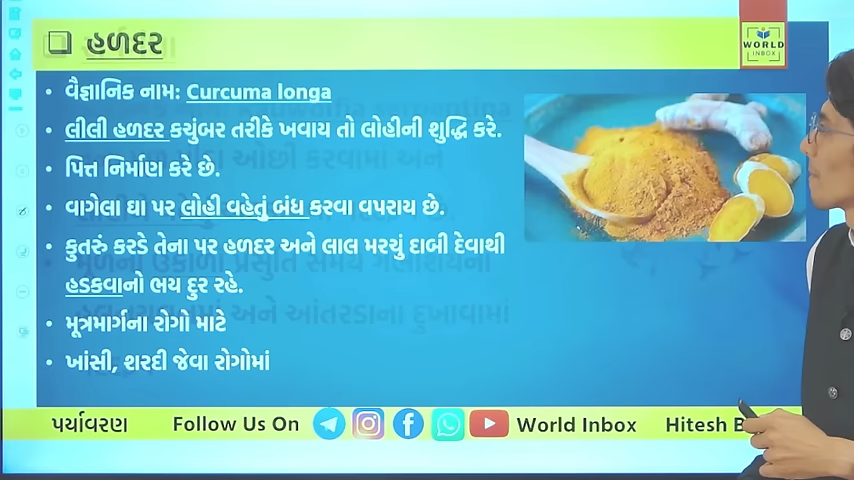 ❑ હળદર
WORLD
INBOX
• વૈજ્ઞાનિક નામ: Curcuma longa
• લીલી હળદર કચુંબર તરીકે ખવાય તો લોહીની શુદ્ધિ કરે.
• પિત્ત નિર્માણ કરે છે.
• વાગેલા ઘા પર લોહી વહેતું બંધ કરવા વપરાય છે.
• કુતરું કરડે તેના પર હળદર અને લાલ મરચું દાબી દેવાથી
હડકવાનો ભય દુર રહે.
• મૂત્રમાર્ગના રોગો માટે
• ખાંસી, શરદી જેવા રોગોમાં
પર્યાવરણ Follow Us On World Inbox Hitesh